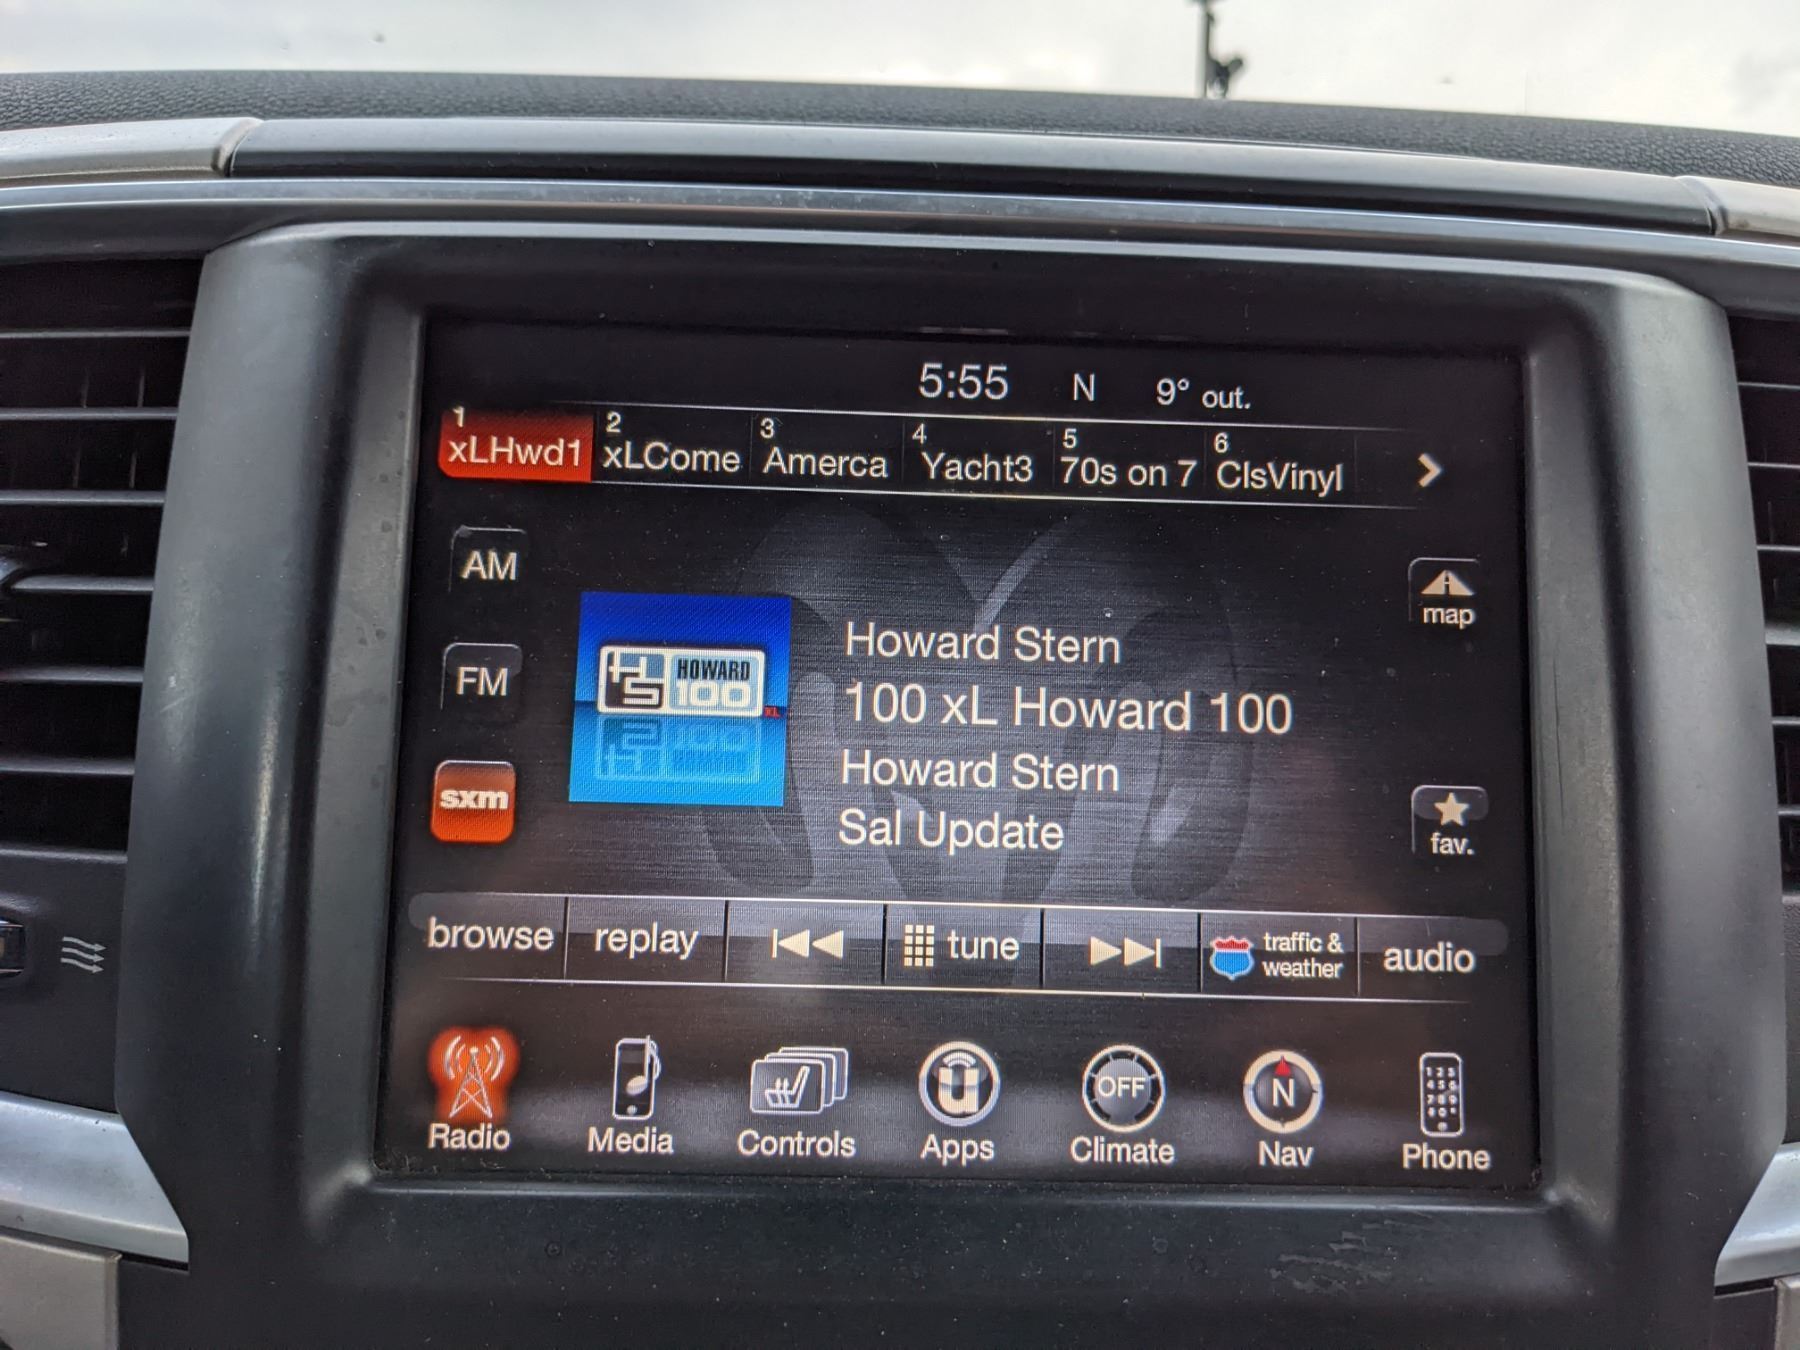 5:55 N 9° out.
1 2 3 4 5 6
xLHwd1 xLCome Amerca Yacht3 70s on 7 ClsVinyl
AM
map
FM
sxm
HS HOWARD
100
XL
Howard Stern
100 xL Howard 100
Howard Stern
Sal Update
fav.
browse replay tune traffic &
weather audio
OFF N
Radio Media Controls Apps Climate Nav Phone